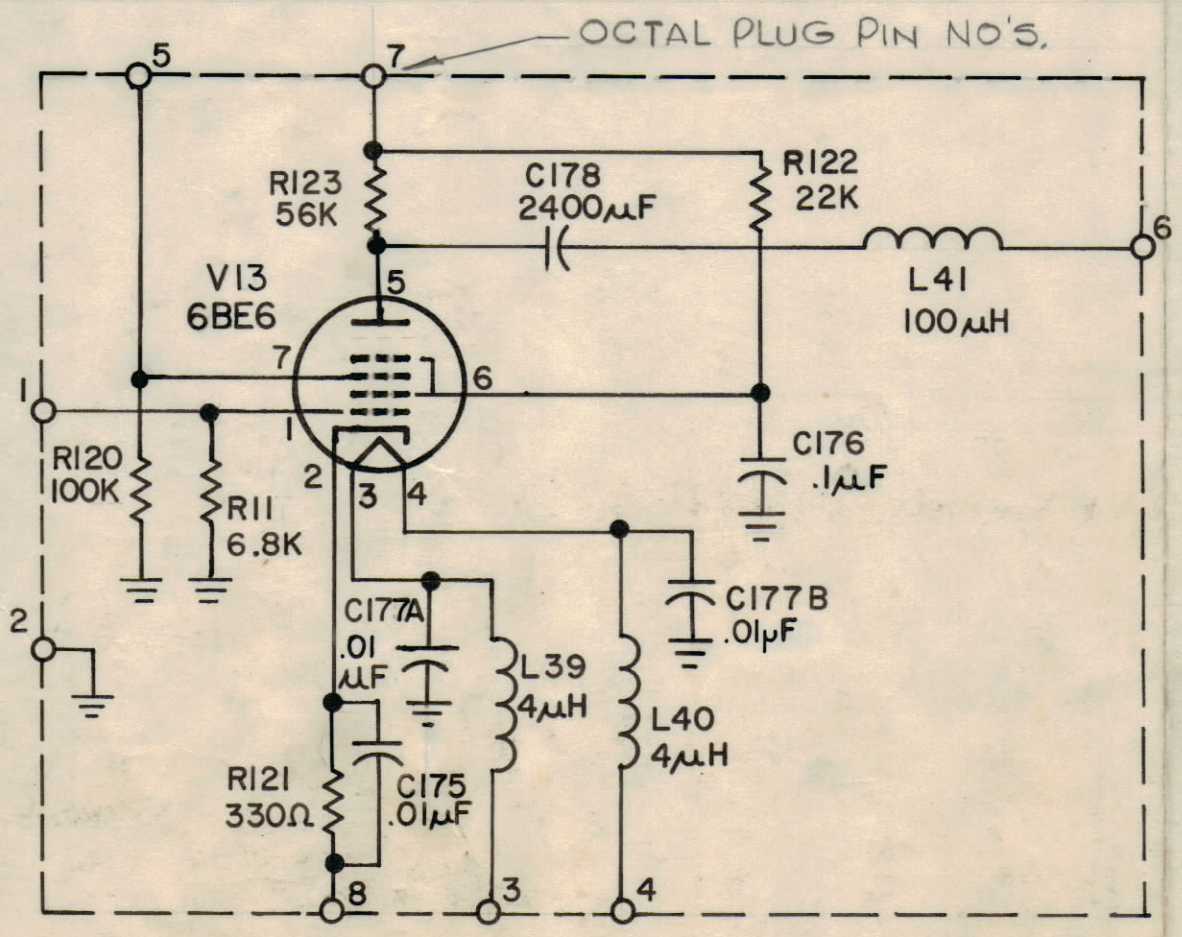 OCTAL PLUG PIN NO'S.
5
7
R123
56K
C178
2400μF
R122
22K
6
V13
6BE6
5
L41
100μH
7
6
1
1
R120
100K
R11
6.8K
2
3
4
C176
.1μF
2
C177A
.01
μF
L39
4μH
C177B
.01μF
L40
4μH
R121
330Ω
C175
.01μF
8
3
4